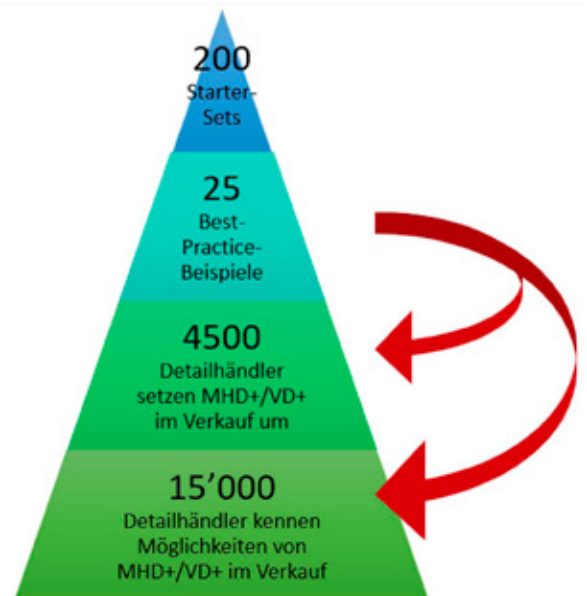 200
Starter-
Sets
25
Best-
Practice-
Beispiele
4500
Detailhändler
setzen MHD+/VD+
im Verkauf um
15’000
Detailhändler kennen
Möglichkeiten von
MHD+/VD+ im Verkauf